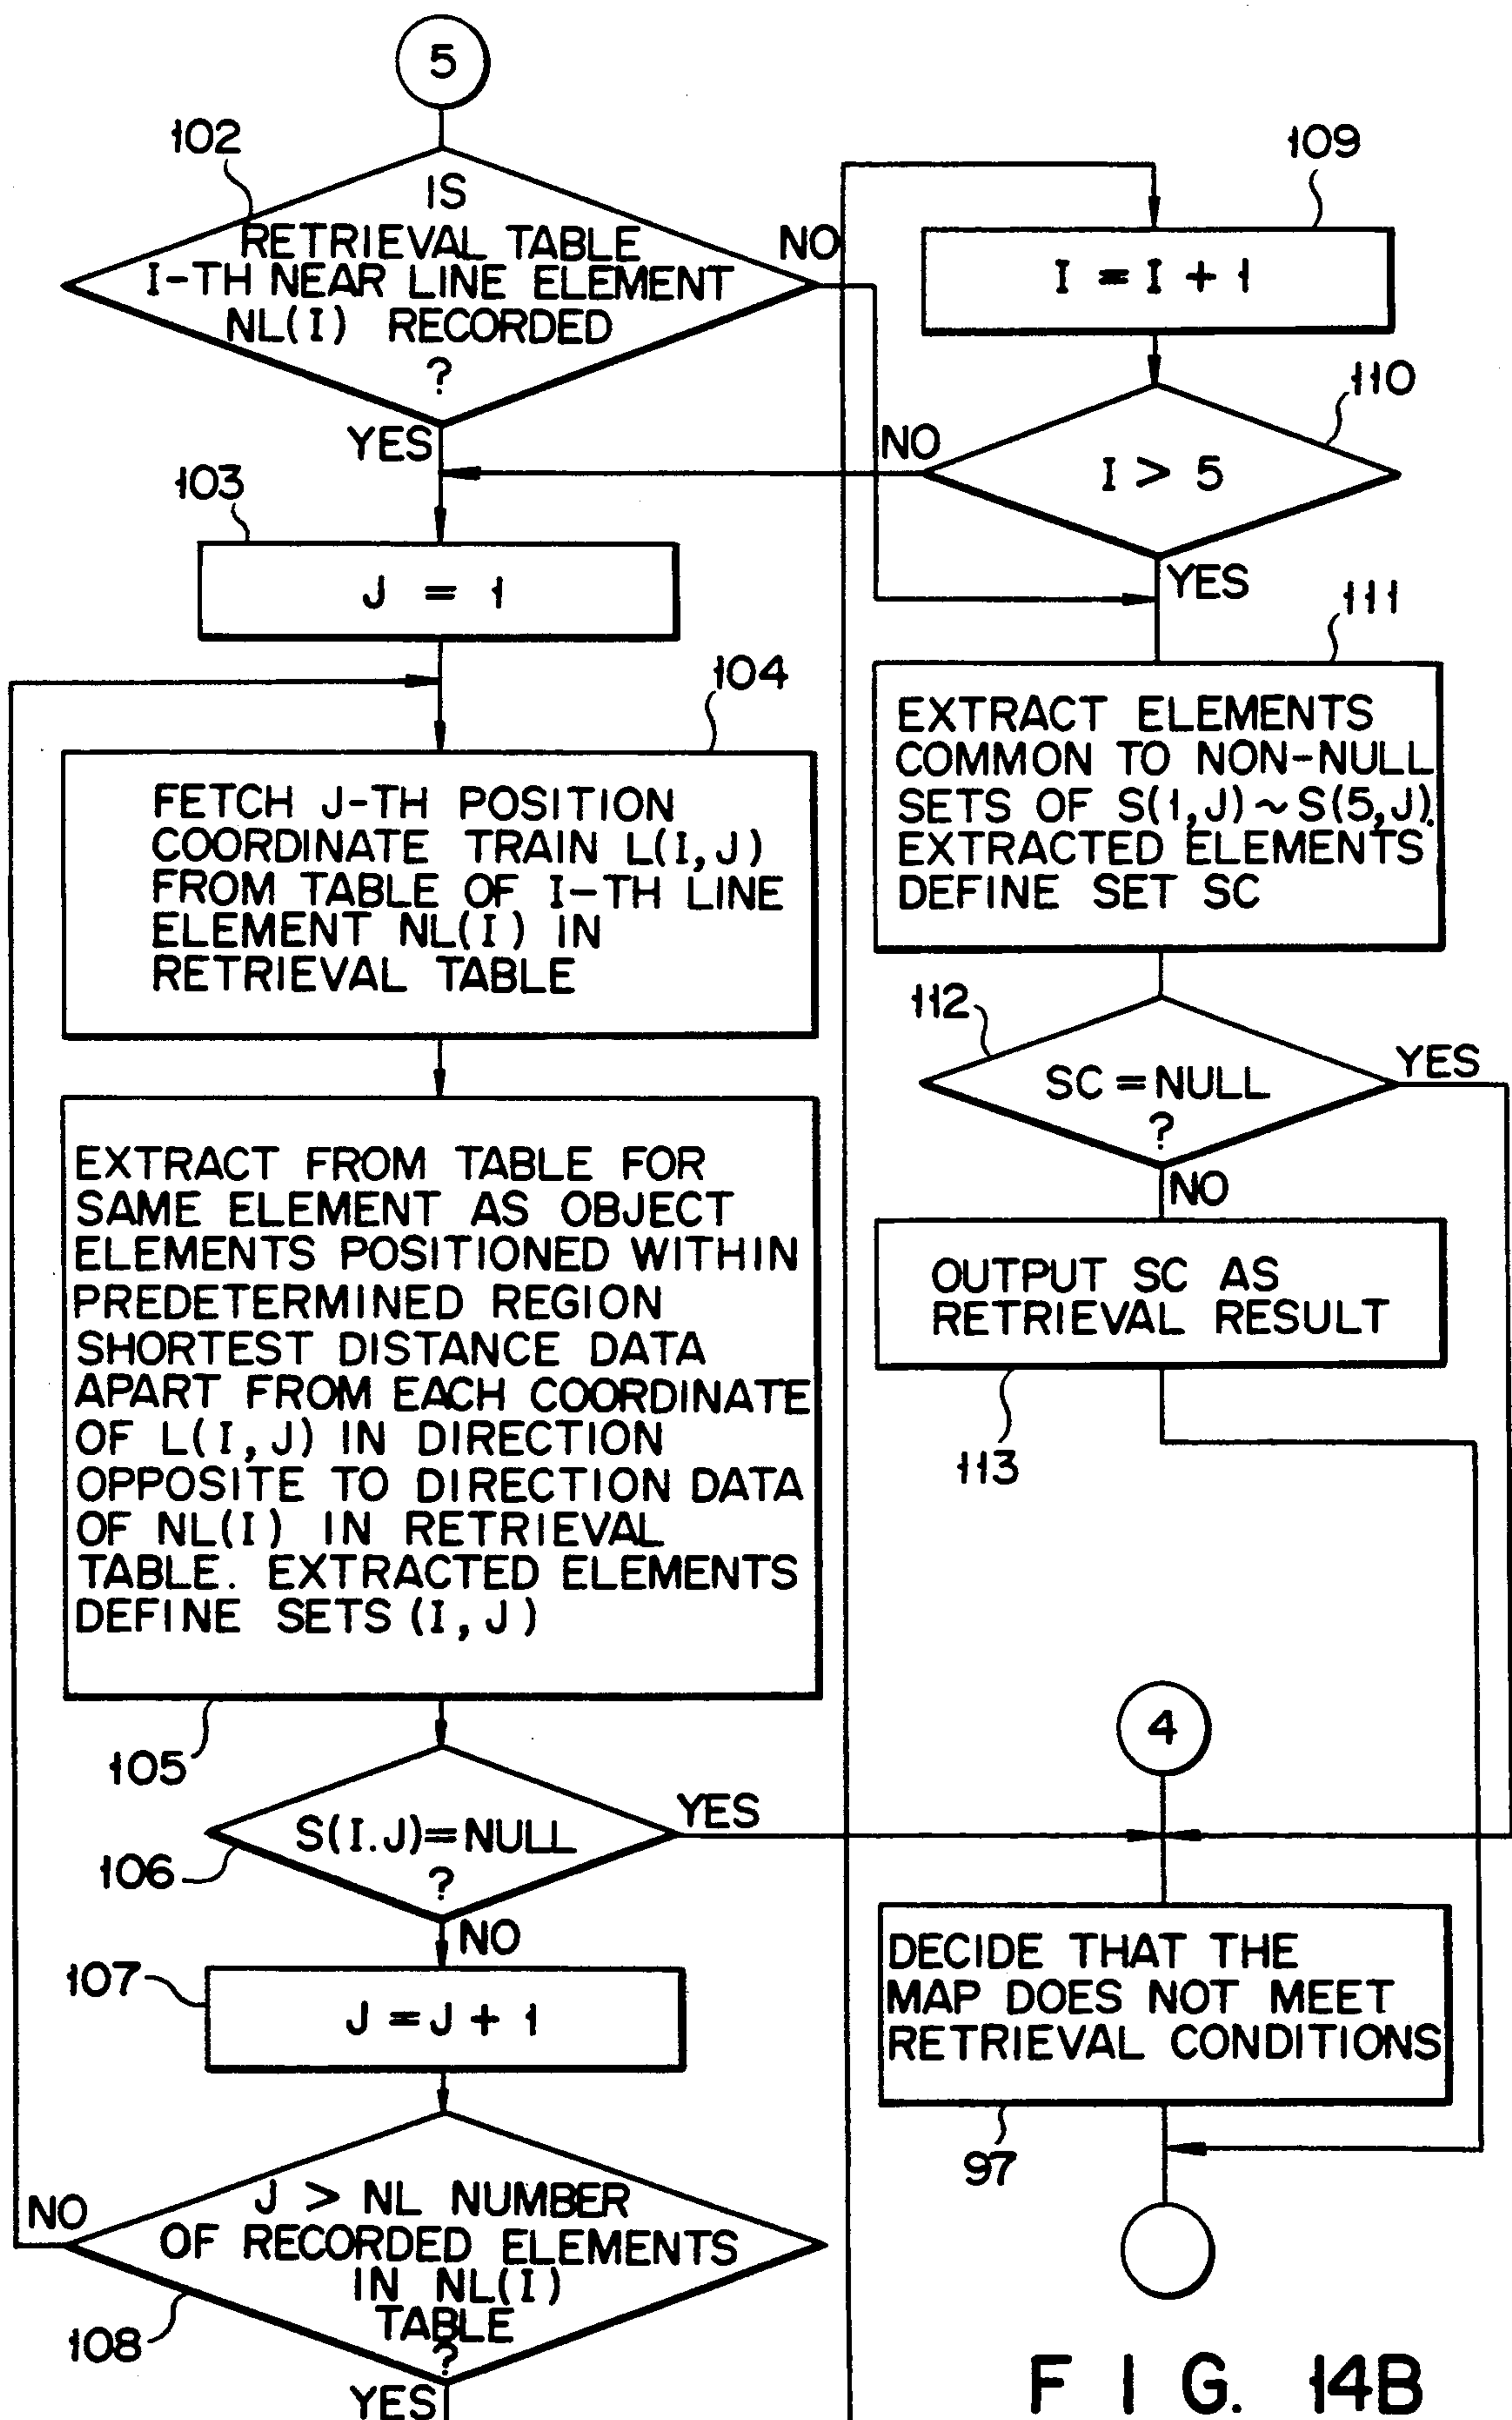 5
102
IS
RETRIEVAL TABLE
I-TH NEAR LINE ELEMENT
NL(I) RECORDED
?
NO
YES
103
J = 1
104
FETCH J-TH POSITION
COORDINATE TRAIN L(I,J)
FROM TABLE OF I-TH LINE
ELEMENT NL(I) IN
RETRIEVAL TABLE
EXTRACT FROM TABLE FOR
SAME ELEMENT AS OBJECT
ELEMENTS POSITIONED WITHIN
PREDETERMINED REGION
SHORTEST DISTANCE DATA
APART FROM EACH COORDINATE
OF L(I,J) IN DIRECTION
OPPOSITE TO DIRECTION DATA
OF NL(I) IN RETRIEVAL
TABLE. EXTRACTED ELEMENTS
DEFINE SETS (I,J)
105
S(I.J)=NULL
?
YES
106
NO
107
J = J + 1
J > NL NUMBER
OF RECORDED ELEMENTS
IN NL(I)
TABLE
?
NO
108
YES
109
I = I + 1
110
I > 5
NO
YES
111
EXTRACT ELEMENTS
COMMON TO NON-NULL
SETS OF S(1,J)~S(5,J).
EXTRACTED ELEMENTS
DEFINE SET SC
112
SC = NULL
?
YES
NO
OUTPUT SC AS
RETRIEVAL RESULT
113
4
DECIDE THAT THE
MAP DOES NOT MEET
RETRIEVAL CONDITIONS
97
FIG. 14B